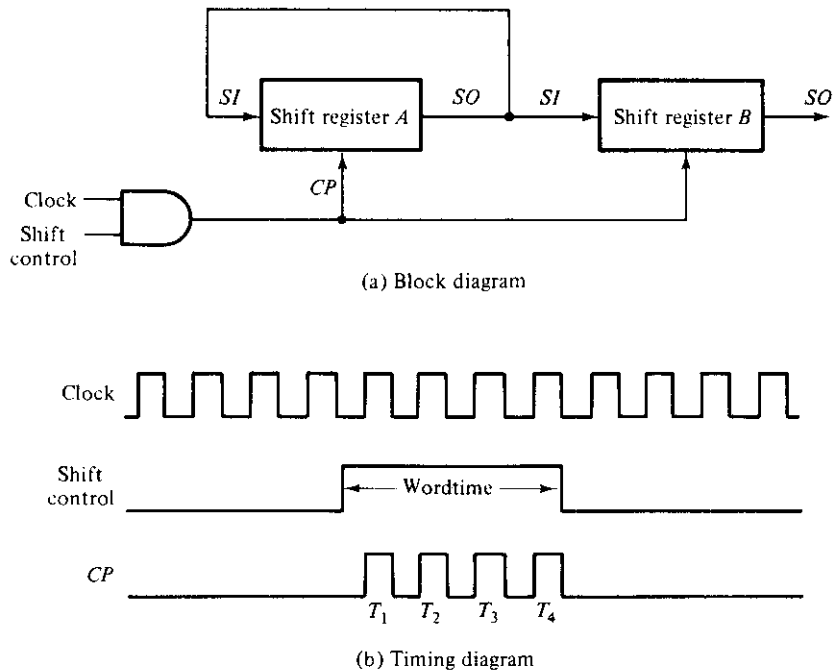 SI
Shift register A
SO
SI
Shift register B
SO
CP
Clock
Shift
control
(a) Block diagram
Clock
Shift
control
Wordtime
CP
T₁ T₂ T₃ T₄
(b) Timing diagram